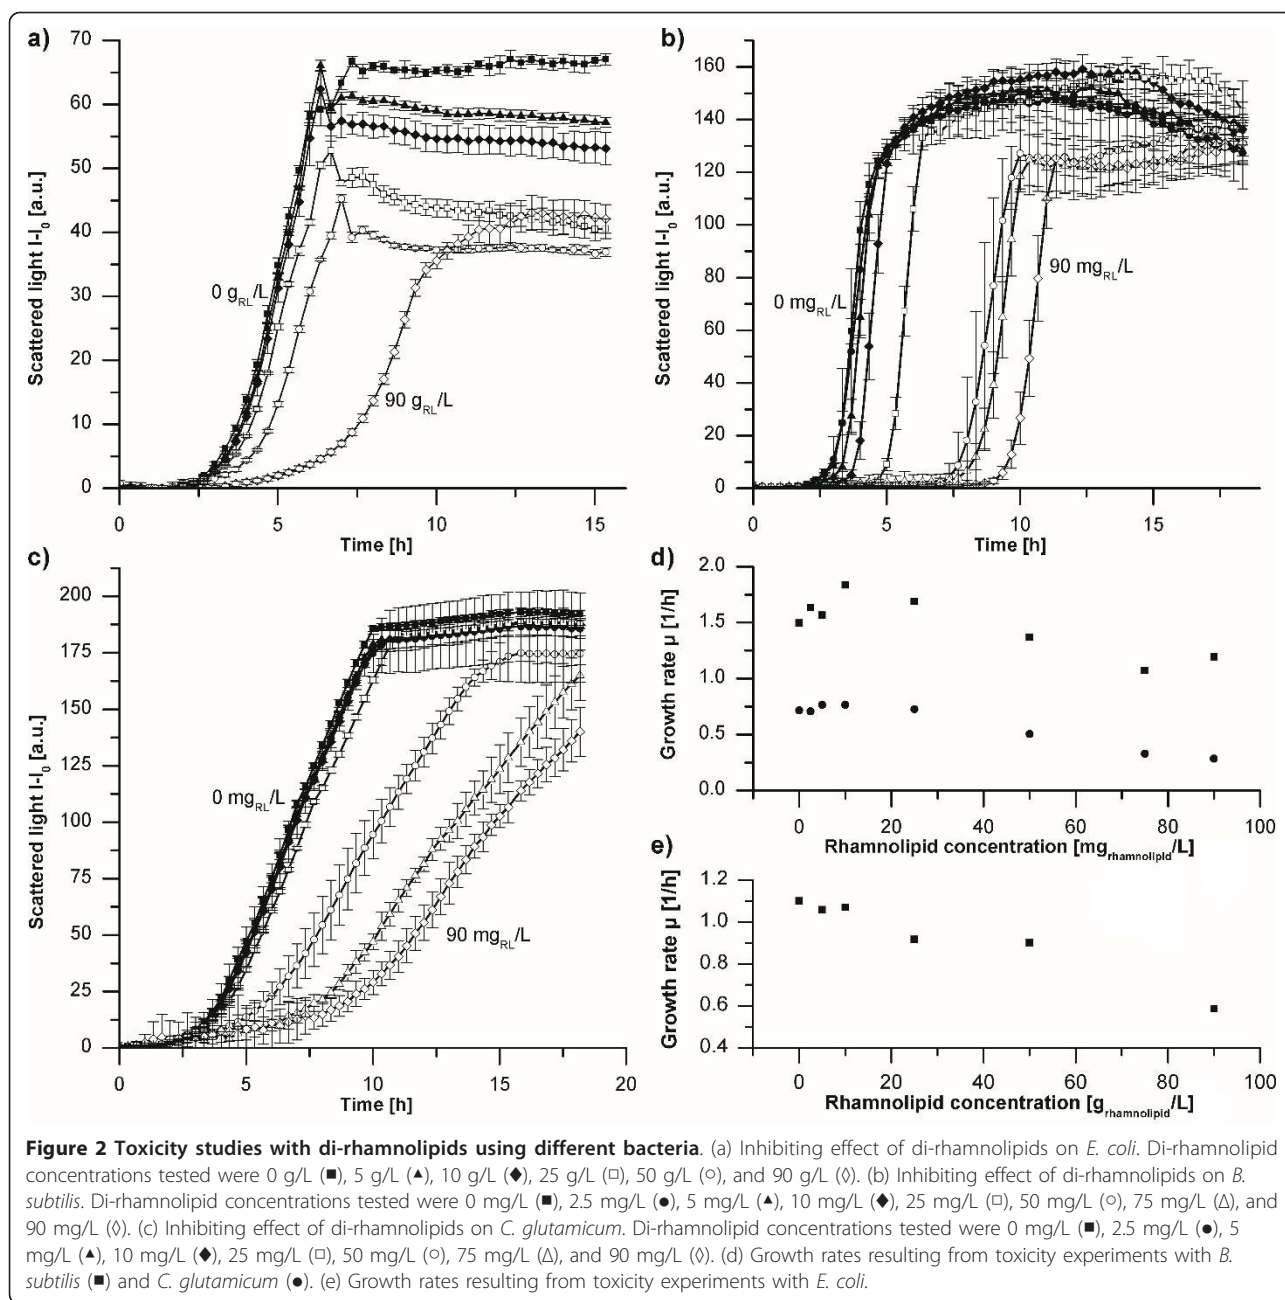 a)
70
60
50
40
30
20
10
0
Scattered light I-I0 [a.u.]
0 gRL/L
90 gRL/L
0 5 10 15
Time [h]
b)
160
140
120
100
80
60
40
20
0
Scattered light I-I0 [a.u.]
0 mgRL/L
90 mgRL/L
0 5 10 15
Time [h]
c)
200
175
150
125
100
75
50
25
0
Scattered light I-I0 [a.u.]
0 mgRL/L
90 mgRL/L
0 5 10 15 20
Time [h]
d)
2.0
1.5
1.0
0.5
0.0
Growth rate µ [1/h]
0 20 40 60 80 100
Rhamnolipid concentration [mgrhamnolipid/L]
e)
1.2
1.0
0.8
0.6
0.4
Growth rate µ [1/h]
0 20 40 60 80 100
Rhamnolipid concentration [grhamnolipid/L]
Figure 2 Toxicity studies with di-rhamnolipids using different bacteria. (a) Inhibiting effect of di-rhamnolipids on E. coli. Di-rhamnolipid
concentrations tested were 0 g/L (■), 5 g/L (▲), 10 g/L (◆), 25 g/L (□), 50 g/L (○), and 90 g/L (◊). (b) Inhibiting effect of di-rhamnolipids on B.
subtilis. Di-rhamnolipid concentrations tested were 0 mg/L (■), 2.5 mg/L (●), 5 mg/L (▲), 10 mg/L (◆), 25 mg/L (□), 50 mg/L (○), 75 mg/L (△), and
90 mg/L (◊). (c) Inhibiting effect of di-rhamnolipids on C. glutamicum. Di-rhamnolipid concentrations tested were 0 mg/L (■), 2.5 mg/L (●), 5
mg/L (▲), 10 mg/L (◆), 25 mg/L (□), 50 mg/L (○), 75 mg/L (△), and 90 mg/L (◊). (d) Growth rates resulting from toxicity experiments with B.
subtilis (■) and C. glutamicum (●). (e) Growth rates resulting from toxicity experiments with E. coli.